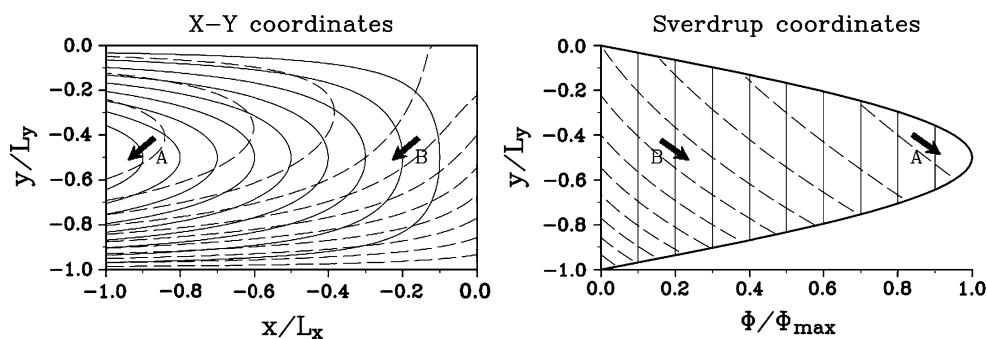 X-Y coordinates
0.0
-0.2
-0.4
-0.6
-0.8
-1.0
y/Ly
A
B
-1.0 -0.8 -0.6 -0.4 -0.2 0.0
x/Lx
Sverdrup coordinates
0.0
-0.2
-0.4
-0.6
-0.8
-1.0
y/Ly
B
A
0.0 0.2 0.4 0.6 0.8 1.0
Φ/Φmax